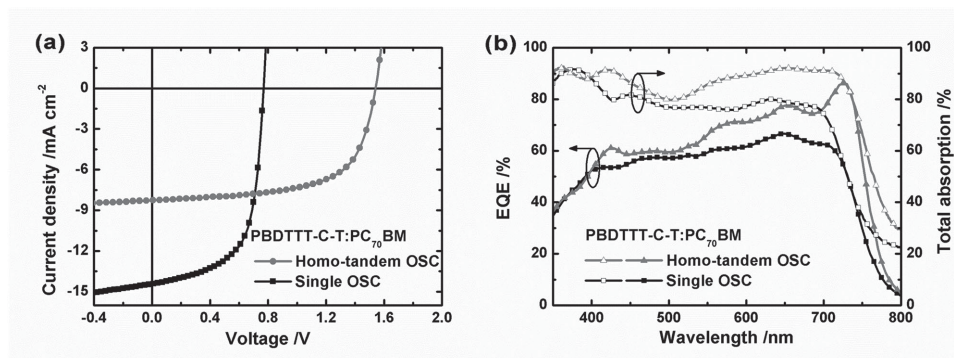 (a)
3
0
-3
-6
-9
-12
-15
Current density /mA cm⁻²
-0.4 0.0 0.4 0.8 1.2 1.6 2.0
Voltage /V
PBDTTT-C-T:PC₇₀BM
Homo-tandem OSC
Single OSC
(b)
100
80
60
40
20
0
EQE /%
100
80
60
40
20
0
Total absorption /%
400 500 600 700 800
Wavelength /nm
PBDTTT-C-T:PC₇₀BM
Homo-tandem OSC
Single OSC